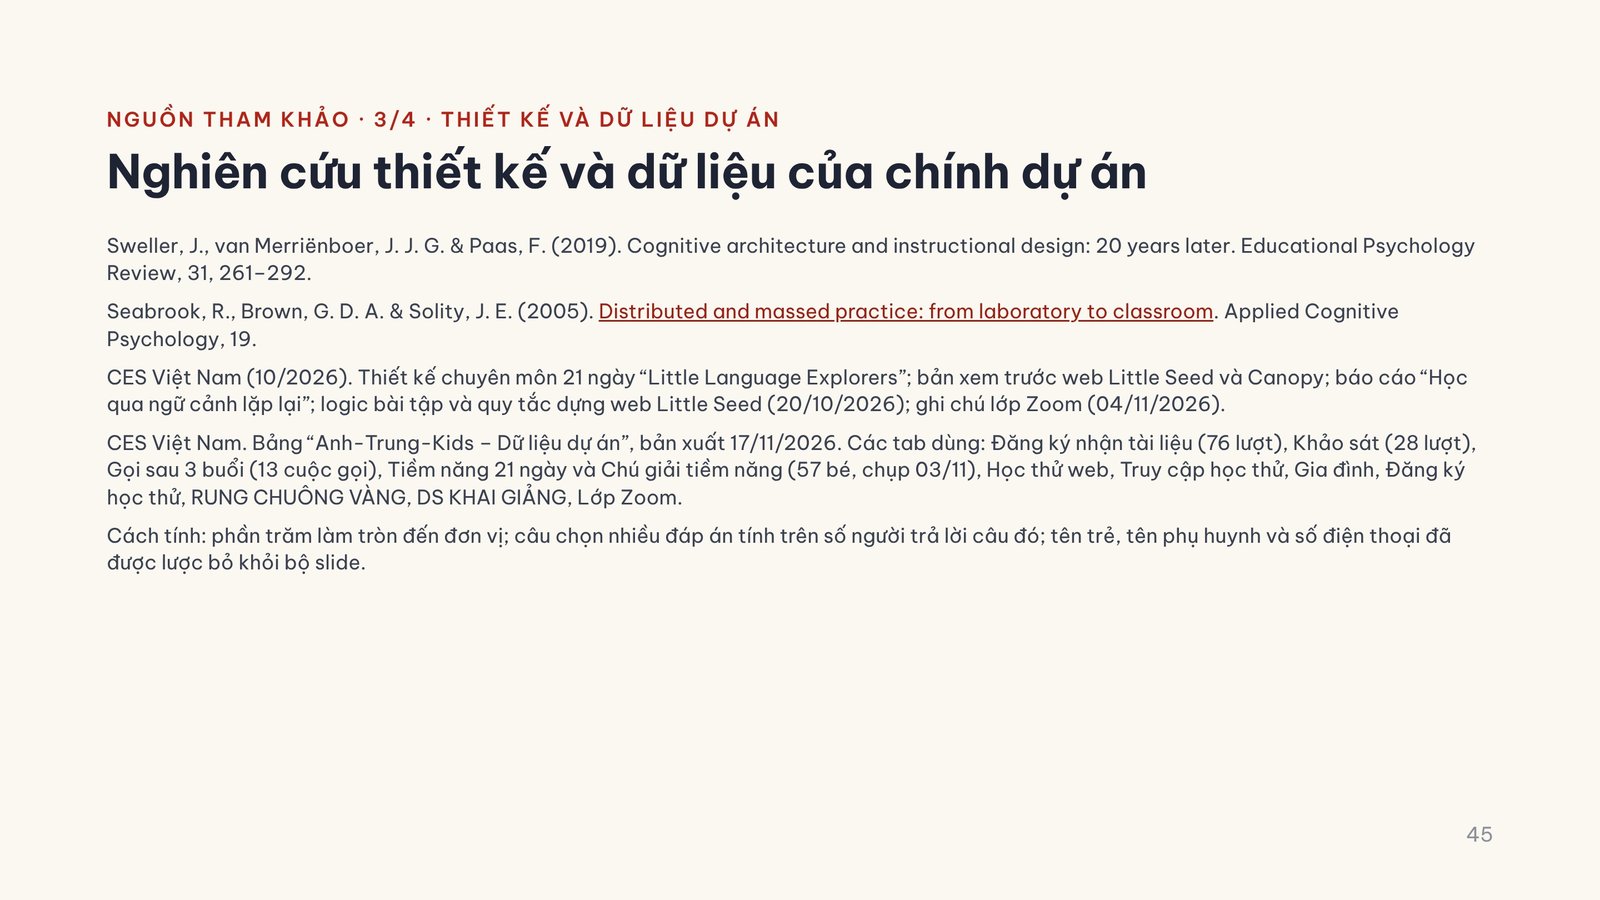 NGUỒN THAM KHẢO · 3/4 · THIẾT KẾ VÀ DỮ LIỆU DỰ ÁN
Nghiên cứu thiết kế và dữ liệu của chính dự án
Sweller, J., van Merriënboer, J. J. G. & Paas, F. (2019). Cognitive architecture and instructional design: 20 years later. Educational Psychology
Review, 31, 261–292.
Seabrook, R., Brown, G. D. A. & Solity, J. E. (2005). Distributed and massed practice: from laboratory to classroom. Applied Cognitive
Psychology, 19.
CES Việt Nam (10/2026). Thiết kế chuyên môn 21 ngày “Little Language Explorers”; bản xem trước web Little Seed và Canopy; báo cáo “Học
qua ngữ cảnh lặp lại”; logic bài tập và quy tắc dựng web Little Seed (20/10/2026); ghi chú lớp Zoom (04/11/2026).
CES Việt Nam. Bảng “Anh-Trung-Kids – Dữ liệu dự án”, bản xuất 17/11/2026. Các tab dùng: Đăng ký nhận tài liệu (76 lượt), Khảo sát (28 lượt),
Gọi sau 3 buổi (13 cuộc gọi), Tiềm năng 21 ngày và Chú giải tiềm năng (57 bé, chụp 03/11), Học thử web, Truy cập học thử, Gia đình, Đăng ký
học thử, RUNG CHUÔNG VÀNG, DS KHAI GIẢNG, Lớp Zoom.
Cách tính: phần trăm làm tròn đến đơn vị; câu chọn nhiều đáp án tính trên số người trả lời câu đó; tên trẻ, tên phụ huynh và số điện thoại đã
được lược bỏ khỏi bộ slide.
45